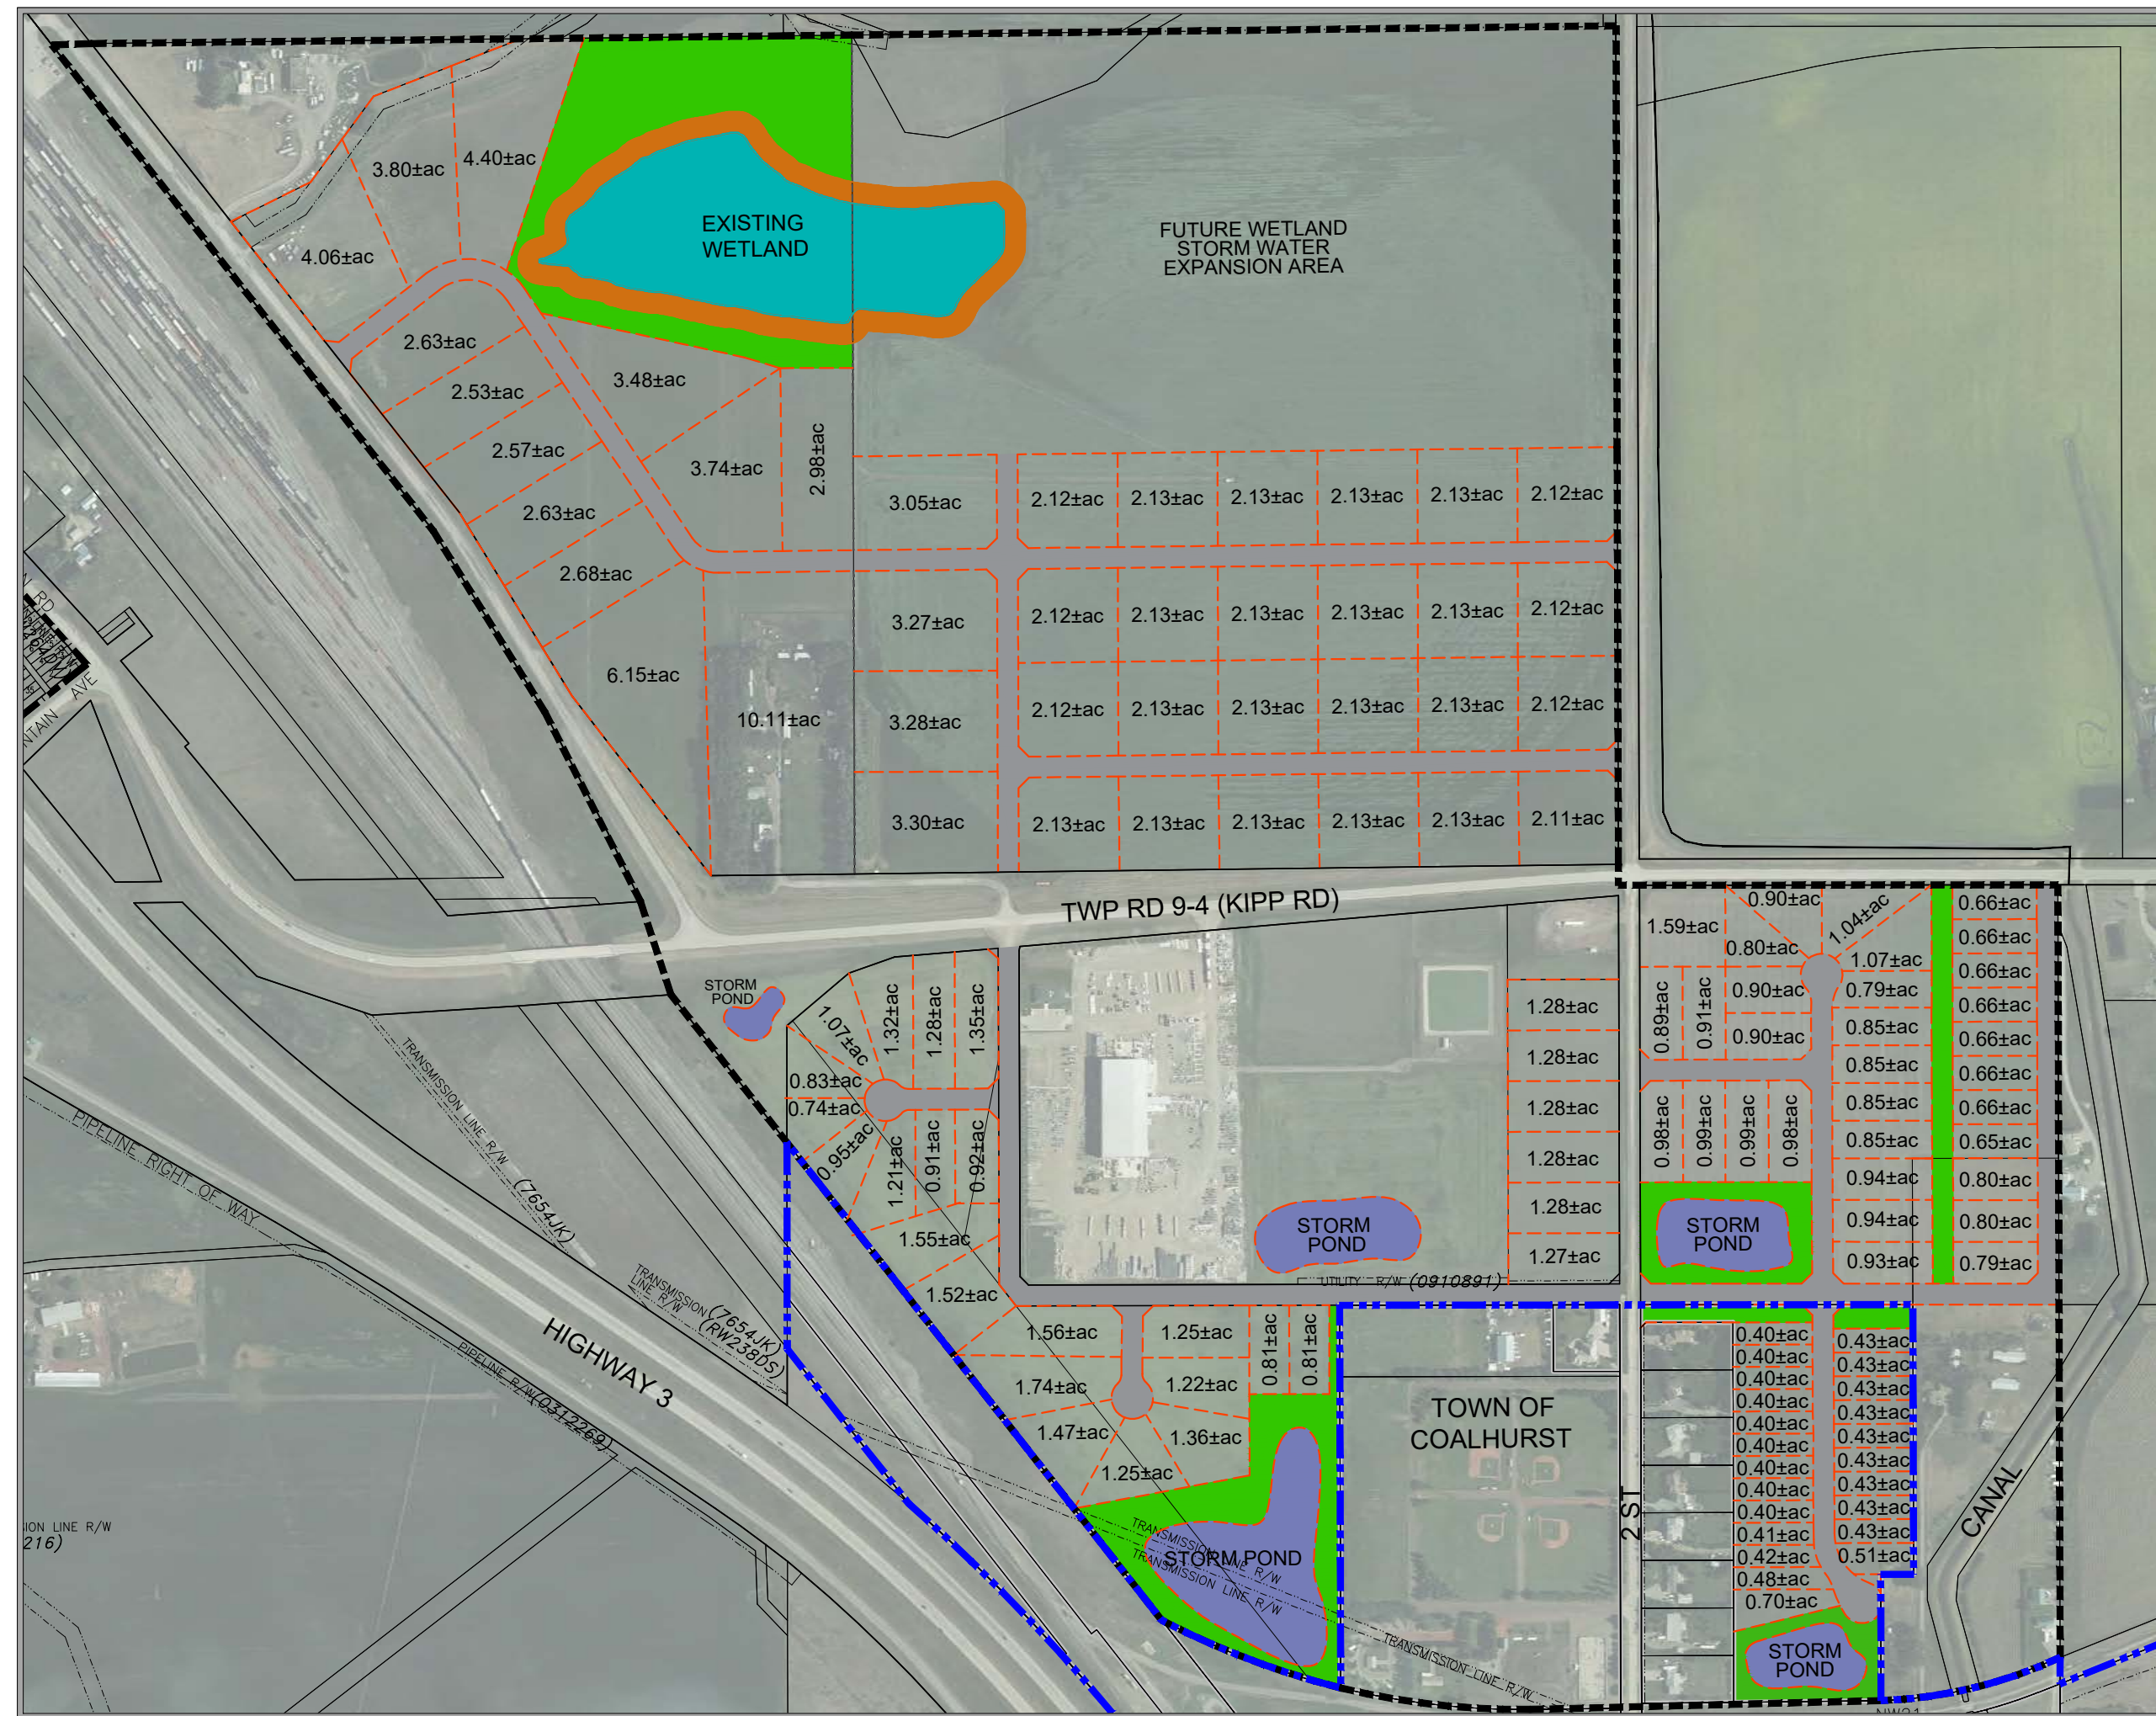 4.40±ac
3.80±ac
4.06±ac
EXISTING
WETLAND
FUTURE WETLAND
STORM WATER
EXPANSION AREA
2.63±ac
2.53±ac
2.57±ac
2.63±ac
2.68±ac
6.15±ac
3.48±ac
3.74±ac
2.98±ac
10.11±ac
3.05±ac
2.12±ac 2.13±ac 2.13±ac 2.13±ac 2.13±ac 2.12±ac
3.27±ac
2.12±ac 2.13±ac 2.13±ac 2.13±ac 2.13±ac 2.12±ac
3.28±ac
2.12±ac 2.13±ac 2.13±ac 2.13±ac 2.13±ac 2.12±ac
3.30±ac
2.13±ac 2.13±ac 2.13±ac 2.13±ac 2.13±ac 2.11±ac
RD
AVE
NTAIN
TWP RD 9-4 (KIPP RD)
STORM
POND
1.07±ac
1.32±ac
1.28±ac
1.35±ac
0.83±ac
0.74±ac
0.95±ac
1.21±ac
0.91±ac
0.92±ac
1.55±ac
1.52±ac
STORM
POND
UTILITY R/W (0910891)
1.28±ac
1.28±ac
1.28±ac
1.28±ac
1.28±ac
1.27±ac
1.59±ac
0.90±ac
0.80±ac
1.04±ac
1.07±ac
0.89±ac
0.91±ac
0.90±ac
0.90±ac
0.79±ac
0.85±ac
0.85±ac
0.85±ac
0.85±ac
0.94±ac
0.94±ac
0.93±ac
0.98±ac
0.99±ac
0.99±ac
0.98±ac
STORM
POND
0.66±ac
0.66±ac
0.66±ac
0.66±ac
0.66±ac
0.66±ac
0.66±ac
0.65±ac
0.80±ac
0.80±ac
0.79±ac
TRANSMISSION LINE R/W (7654JK)
PIPELINE RIGHT OF WAY
TRANSMISSION
LINE R/W
(7654JK)
(RW238DS)
HIGHWAY 3
PIPELINE R/W (0312269)
ION LINE R/W
216)
1.56±ac
1.25±ac
0.81±ac
0.81±ac
1.74±ac
1.22±ac
1.47±ac
1.36±ac
1.25±ac
TRANSMISSION LINE R/W
STORM POND
TRANSMISSION LINE R/W
TRANSMISSION LINE R/W
TOWN OF
COALHURST
2 ST
0.40±ac
0.40±ac
0.40±ac
0.40±ac
0.40±ac
0.40±ac
0.40±ac
0.40±ac
0.40±ac
0.41±ac
0.42±ac
0.48±ac
0.70±ac
0.43±ac
0.43±ac
0.43±ac
0.43±ac
0.43±ac
0.43±ac
0.43±ac
0.43±ac
0.43±ac
0.51±ac
STORM
POND
CANAL